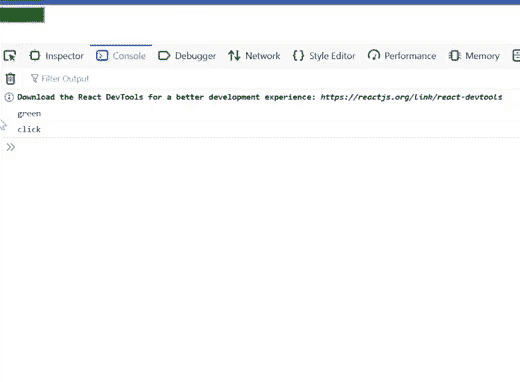 Inspector Console Debugger Network Style Editor Performance Memory
Filter Output
Download the React DevTools for a better development experience: https://reactjs.org/link/react-devtools
green
click